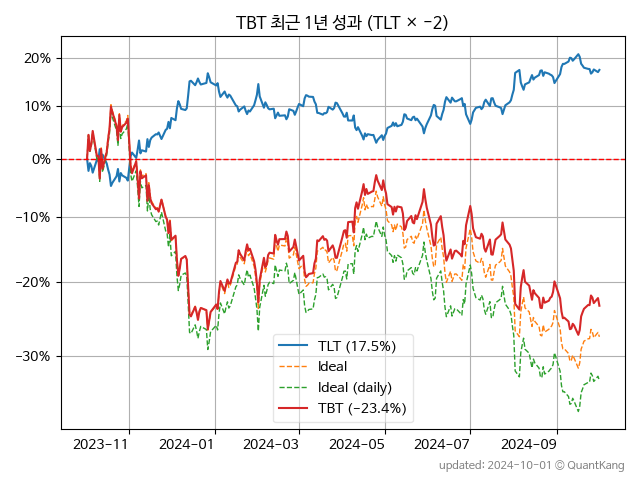 TBT 최근 1년 성과 (TLT × −2)
20%
10%
0%
−10%
−20%
−30%
TLT (17.5%)
Ideal
Ideal (daily)
TBT (−23.4%)
2023−11
2024−01
2024−03
2024−05
2024−07
2024−09
updated: 2024-10-01 © QuantKang